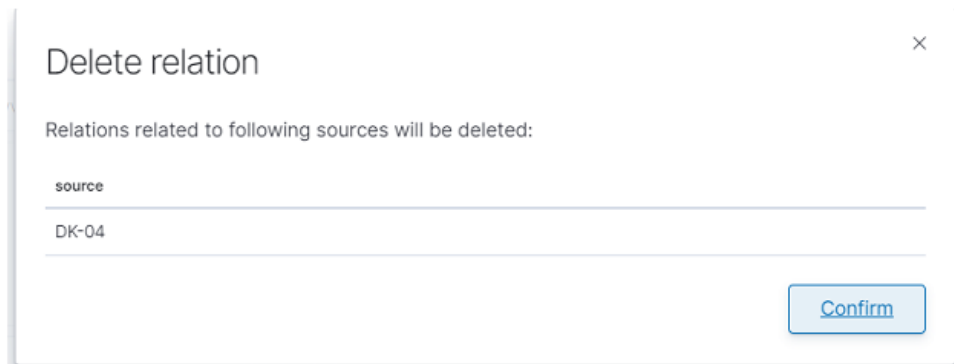 Delete relation
Relations related to following sources will be deleted:
source
DK-04
Confirm